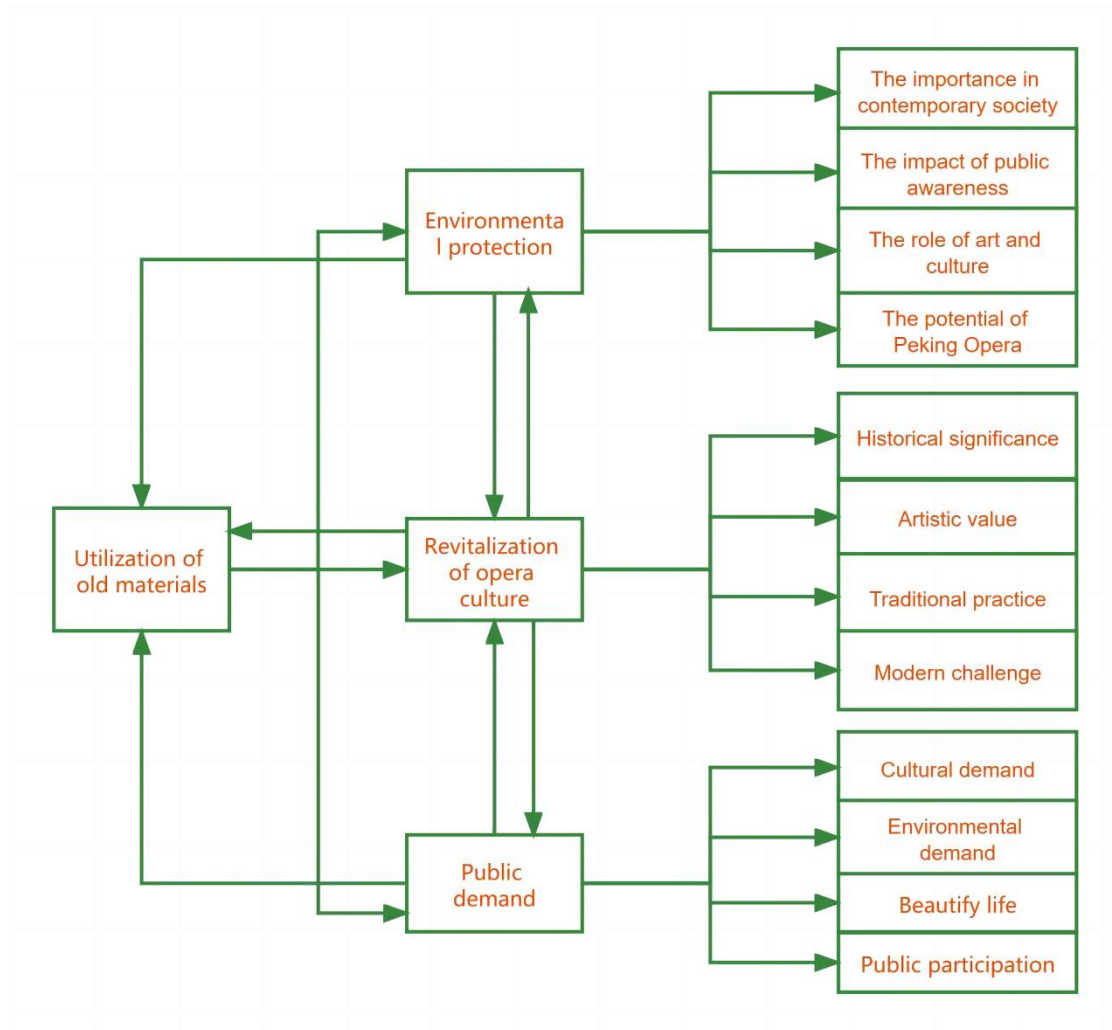 The importance in
contemporary society
The impact of public
awareness
The role of art and
culture
The potential of
Peking Opera
Environmenta
l protection
Historical significance
Artistic value
Traditional practice
Modern challenge
Utilization of
old materials
Revitalization
of opera
culture
Cultural demand
Environmental
demand
Beautify life
Public participation
Public
demand